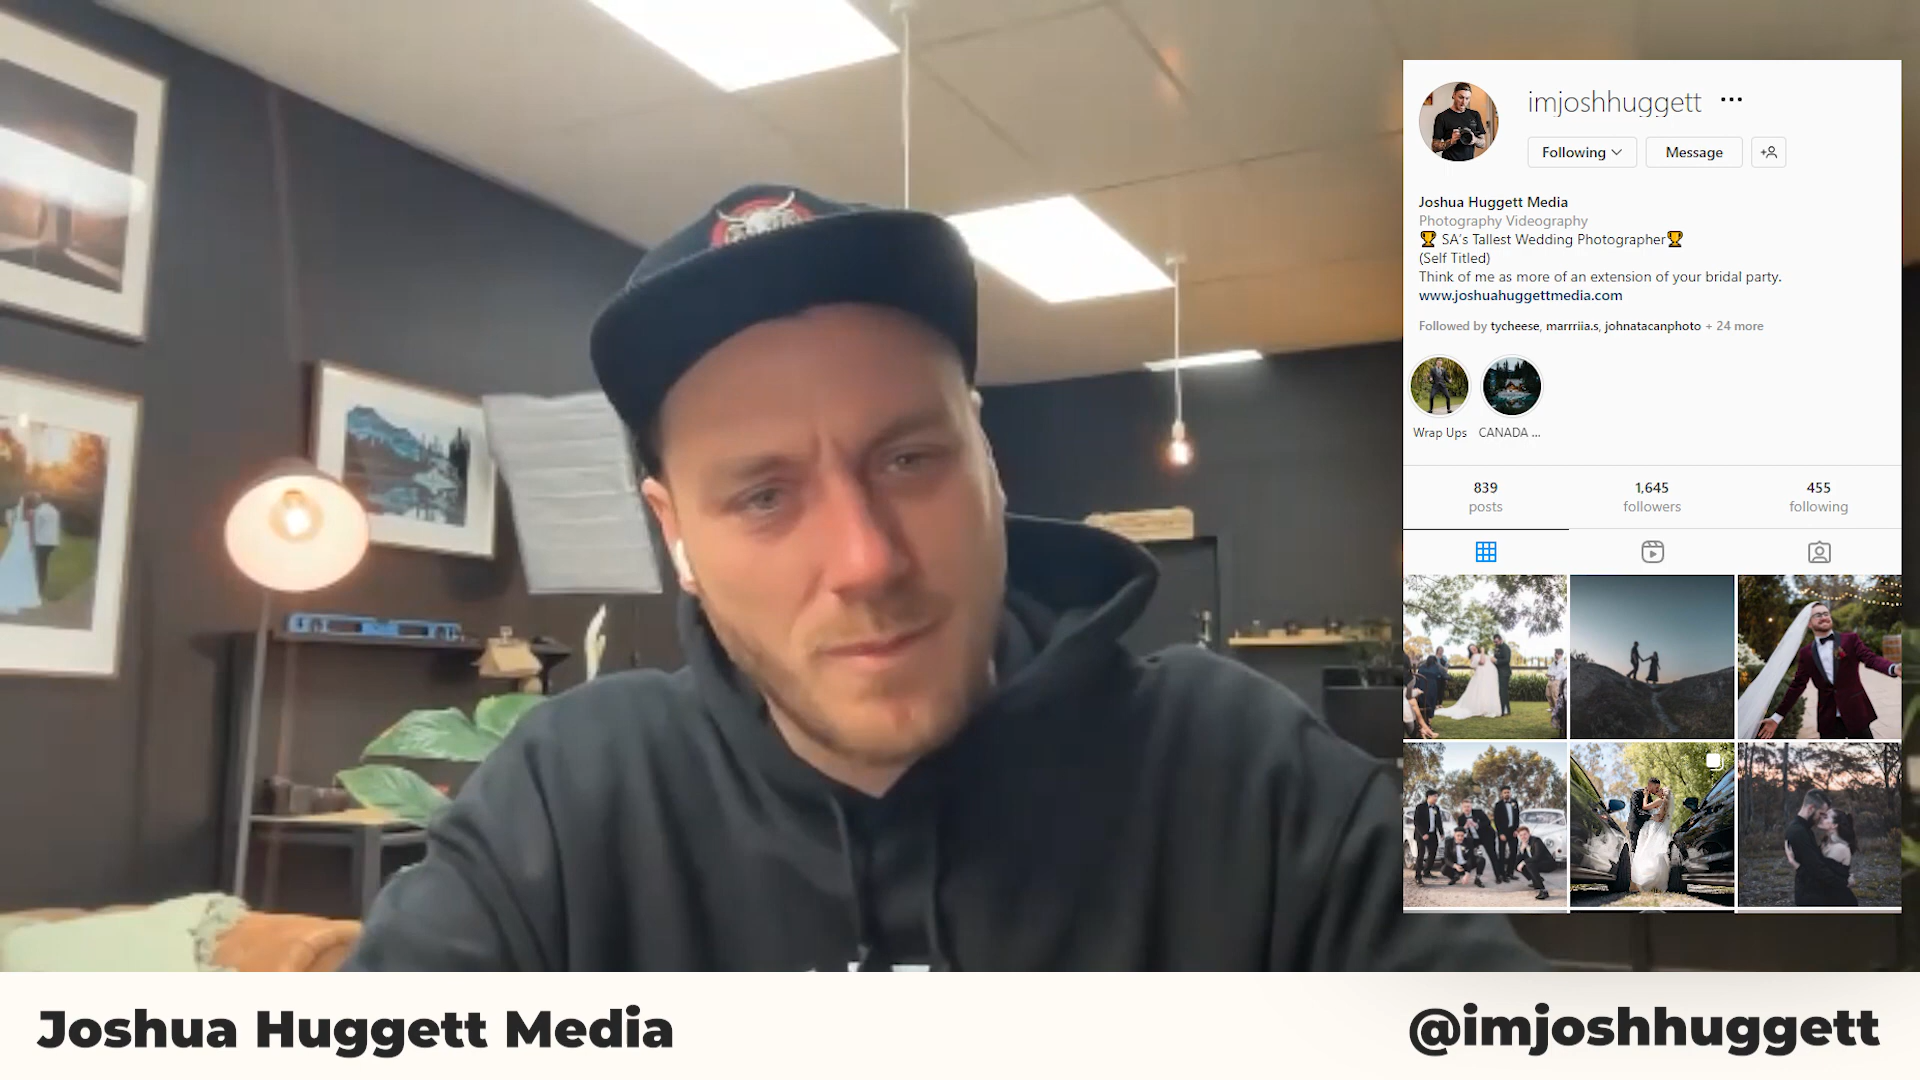 imjoshhuggett ...
Following
Message
Joshua Huggett Media
Photography Videography
🏆 SA's Tallest Wedding Photographer🏆
(Self Titled)
Think of me as more of an extension of your bridal party.
www.joshuahuggettmedia.com
Followed by tycheese, marrriia.s, johnatacanphoto + 24 more
Wrap Ups
CANADA ...
839
posts
1,645
followers
455
following
Joshua Huggett Media
@imjoshhuggett